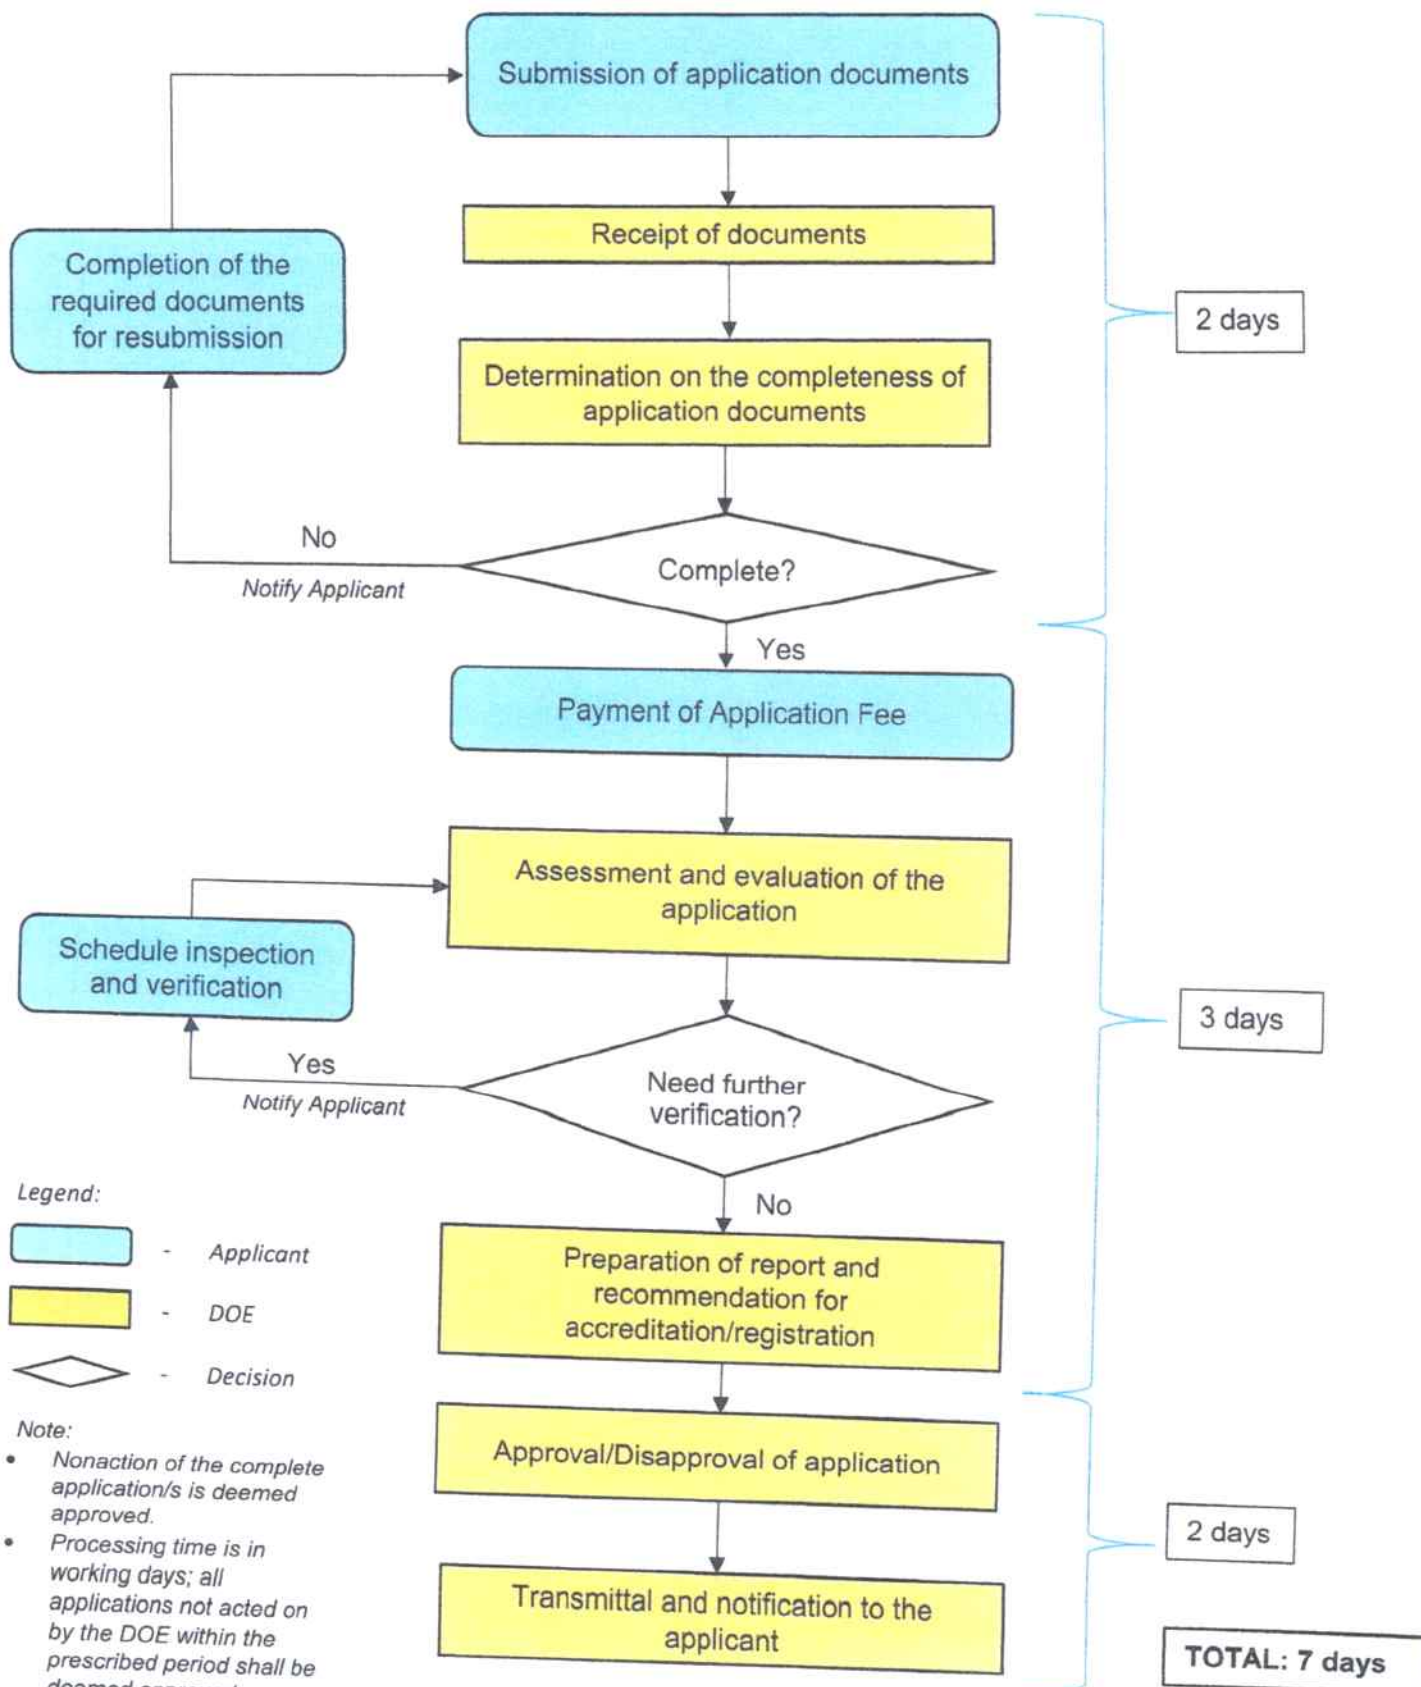 Submission of application documents
Receipt of documents
Completion of the
required documents
for resubmission
2 days
Determination on the completeness of
application documents
No
Notify Applicant
Complete?
Yes
Payment of Application Fee
Assessment and evaluation of the
application
Schedule inspection
and verification
3 days
Yes
Notify Applicant
Need further
verification?
No
Legend:
- Applicant
- DOE
- Decision
Preparation of report and
recommendation for
accreditation/registration
Approval/Disapproval of application
2 days
Transmittal and notification to the
applicant
TOTAL: 7 days
Note:
• Nonaction of the complete
application/s is deemed
approved.
• Processing time is in
working days; all
applications not acted on
by the DOE within the
prescribed period shall be